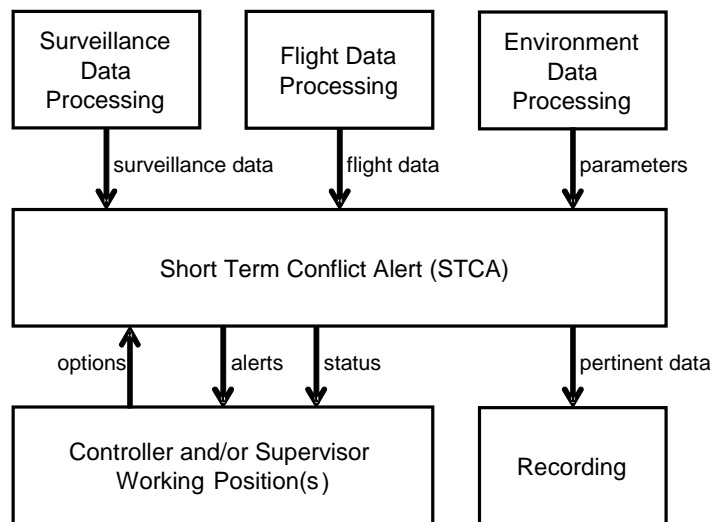 Surveillance
Data
Processing
Flight Data
Processing
Environment
Data
Processing
surveillance data
flight data
parameters
Short Term Conflict Alert (STCA)
options
alerts
status
pertinent data
Controller and/or Supervisor
Working Position(s)
Recording